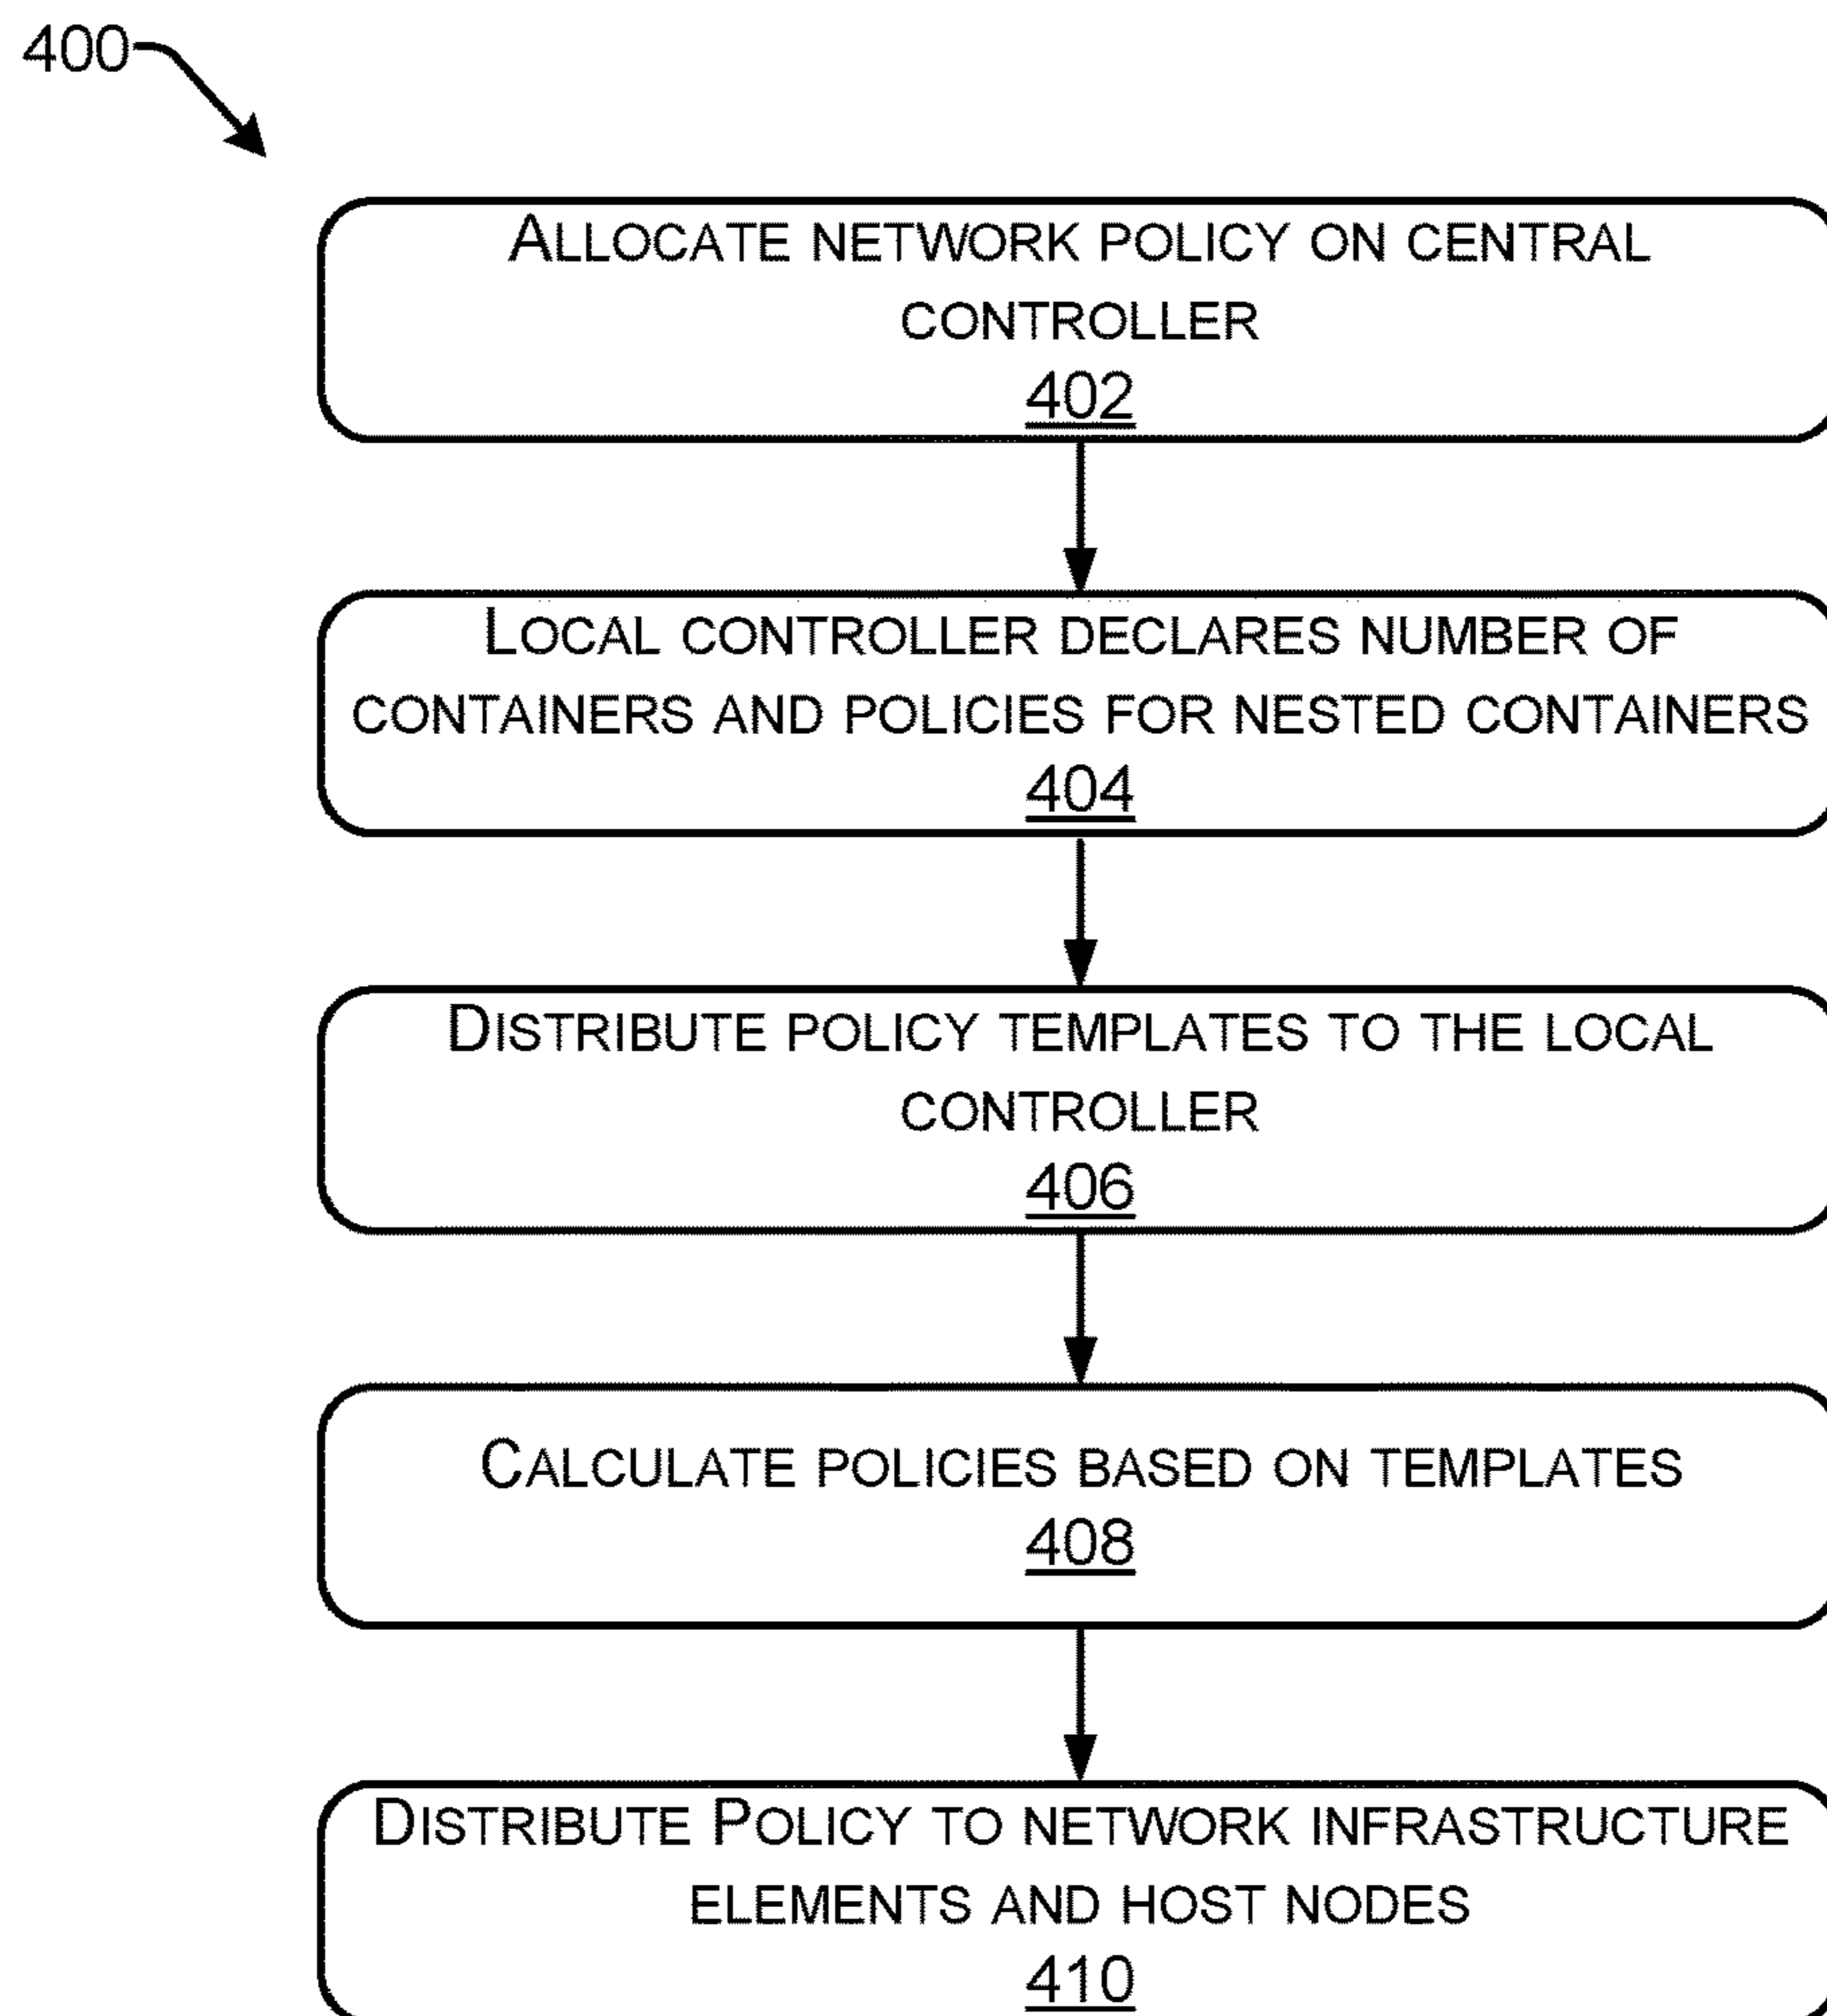 400
ALLOCATE NETWORK POLICY ON CENTRAL
CONTROLLER
402
LOCAL CONTROLLER DECLARES NUMBER OF
CONTAINERS AND POLICIES FOR NESTED CONTAINERS
404
DISTRIBUTE POLICY TEMPLATES TO THE LOCAL
CONTROLLER
406
CALCULATE POLICIES BASED ON TEMPLATES
408
DISTRIBUTE POLICY TO NETWORK INFRASTRUCTURE
ELEMENTS AND HOST NODES
410